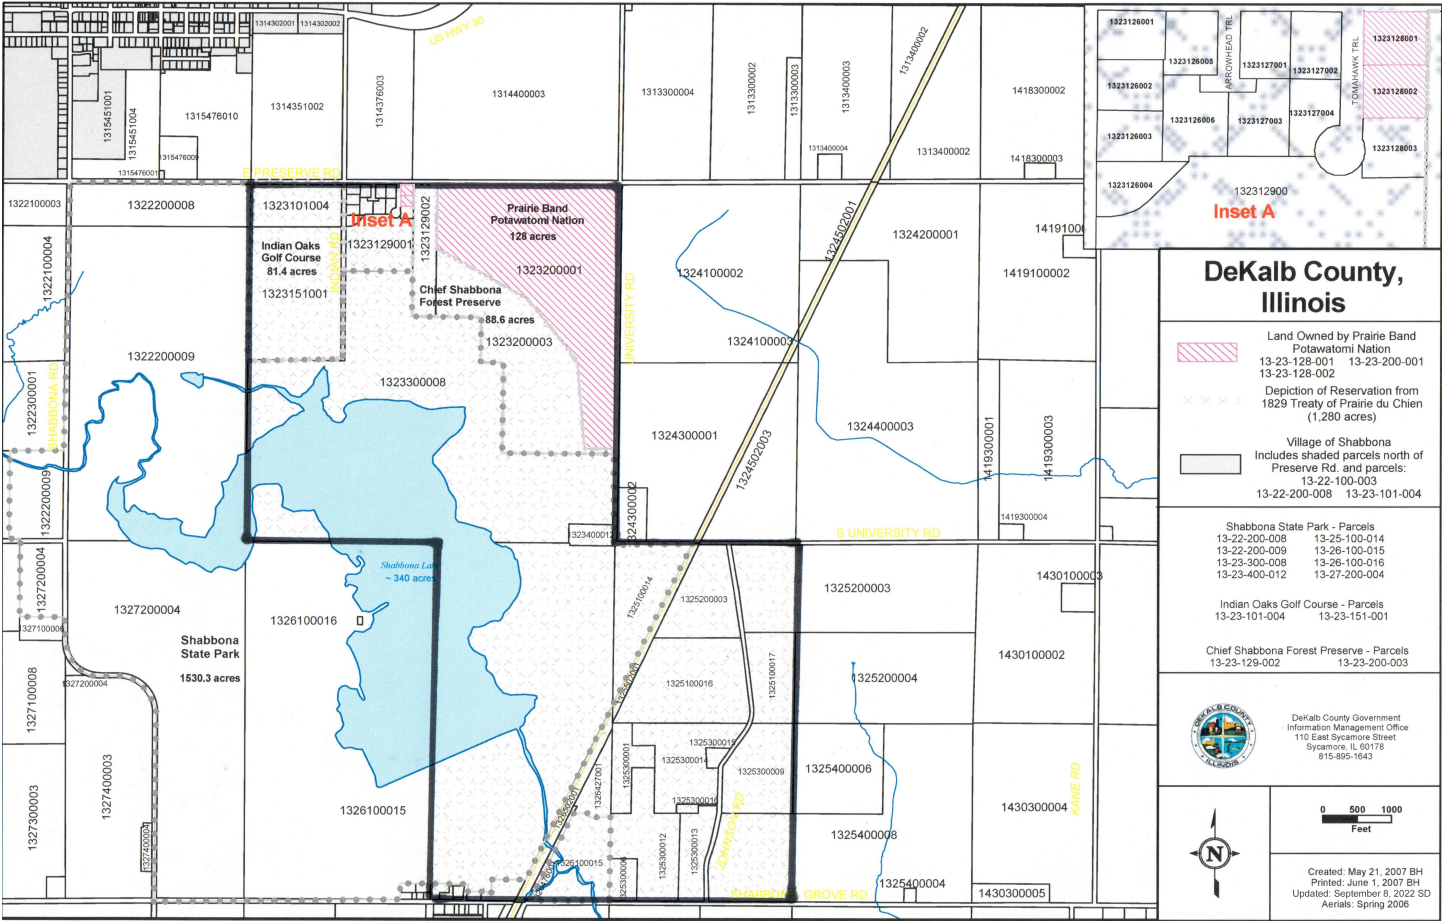 US HWY 30
1314302001
1314302002
1315451001
1315451004
1315476010
1315476009
1315476001
1314351002
1314376003
1314400003
1313300004
1313300002
1313300003
1313400003
1313400004
1313400002
1313400002
1418300002
1418300003
E PRESERVE RD
1322100003
1322200008
1323101004
Inset A
1323129002
1323129001
Prairie Band
Potawatomi Nation
128 acres
1323200001
Indian Oaks
Golf Course
81.4 acres
1323151001
INDIAN RD
Chief Shabbona
Forest Preserve
88.6 acres
1323200003
1323300008
UNIVERSITY RD
1324100002
1324502001
1324200001
1419100002
1322100004
1322200009
1322300001
SHABBONA RD
1324100003
1324300001
1324400003
1324502003
1419300001
1419300003
1419300004
1322200009
1323400012
1324300002
S UNIVERSITY RD
Shabbona Lake
~ 340 acres
1327200004
1327200004
1327100006
1326100016
1325100014
1325200003
1325200003
1430100003
Shabbona
State Park
1530.3 acres
1327100008
1327200004
1325100016
1325100017
1325200004
1430100002
1327300003
1327400003
1327400004
1326100015
1325300001
1326427001
1325300015
1325300014
1325300009
1325400006
1430300004
KANE RD
JOHNSON RD
1326100015
1325300012
1325300013
1325400008
1325400004
1430300005
SHABBONA GROVE RD
1323126001
1323126005
ARROWHEAD TRL
1323127001
1323127002
TOMAHAWK TRL
1323128001
1323126002
1323128002
1323126006
1323127003
1323127004
1323126003
1323128003
1323126004
132312900
Inset A
DeKalb County,
Illinois
Land Owned by Prairie Band
Potawatomi Nation
13-23-128-001 13-23-200-001
13-23-128-002
Depiction of Reservation from
1829 Treaty of Prairie du Chien
(1,280 acres)
Village of Shabbona
Includes shaded parcels north of
Preserve Rd. and parcels:
13-22-100-003
13-22-200-008 13-23-101-004
Shabbona State Park - Parcels
13-22-200-008 13-25-100-014
13-22-200-009 13-26-100-015
13-23-300-008 13-26-100-016
13-23-400-012 13-27-200-004
Indian Oaks Golf Course - Parcels
13-23-101-004 13-23-151-001
Chief Shabbona Forest Preserve - Parcels
13-23-129-002 13-23-200-003
DEKALB COUNTY
ILLINOIS
DeKalb County Government
Information Management Office
110 East Sycamore Street
Sycamore, IL 60178
815-895-1643
N
0 500 1000
Feet
Created: May 21, 2007 BH
Printed: June 1, 2007 BH
Updated: September 8, 2022 SD
Aerials: Spring 2006